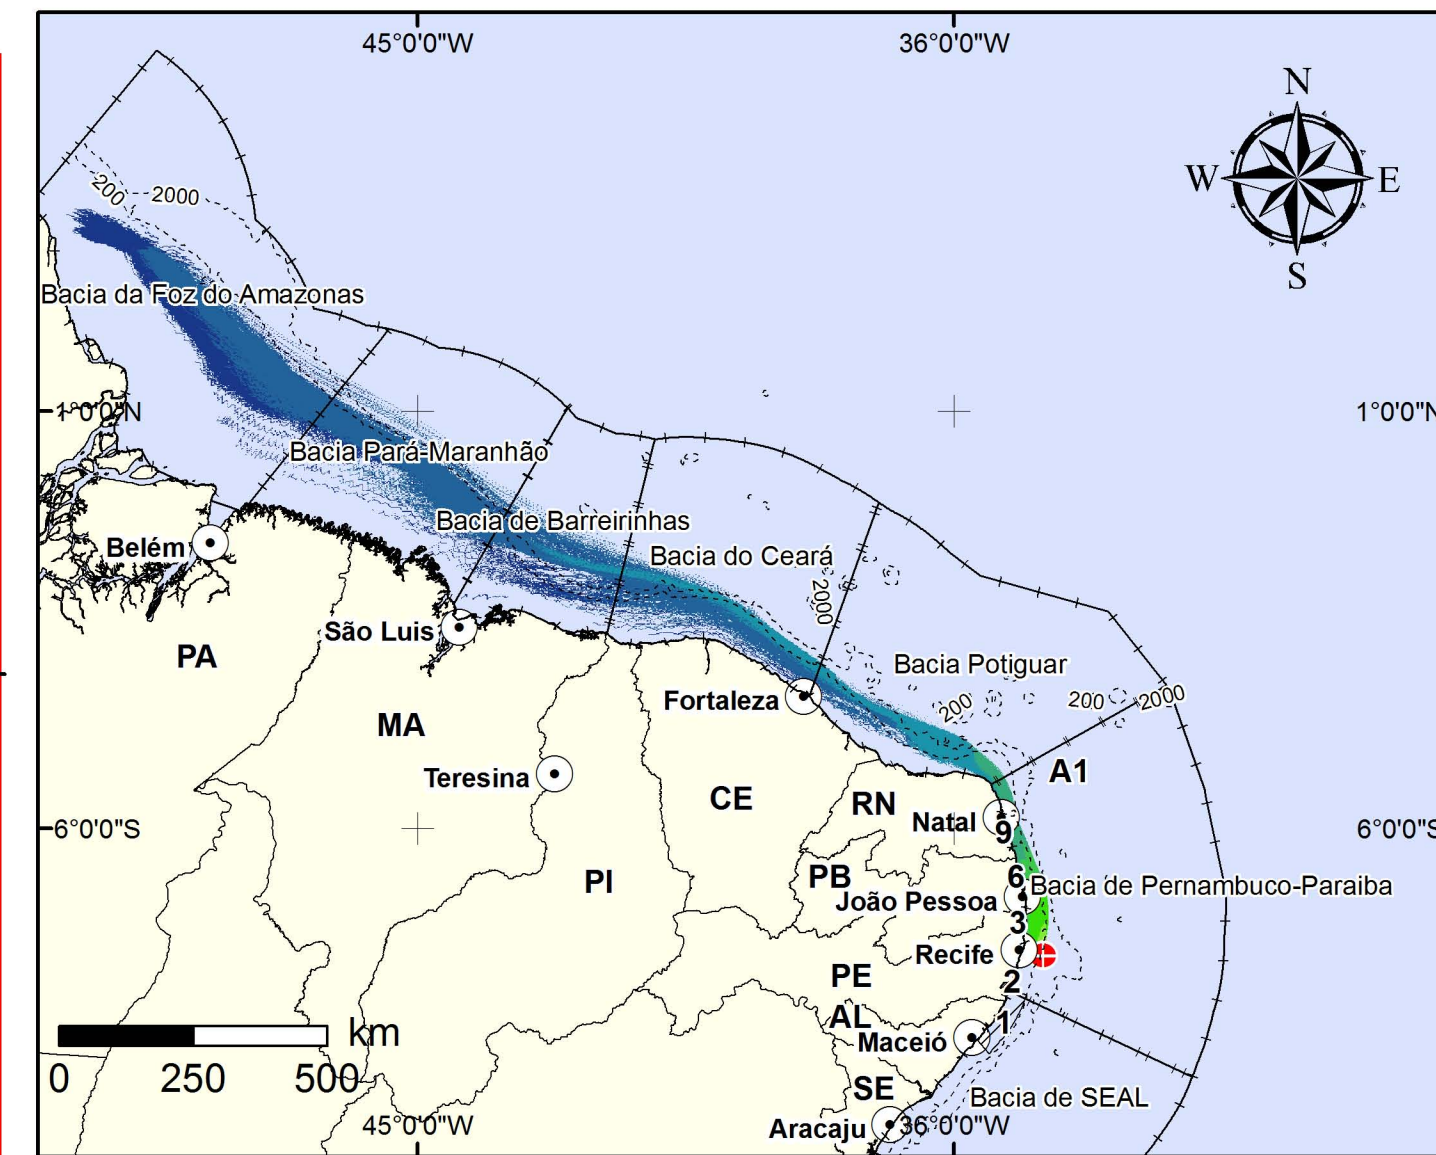 45°0'0"W
36°0'0"W
N
W
E
S
200
2000
Bacia da Foz do Amazonas
1°0'0"N
1°0'0"N
Bacia Pará-Maranhão
Bacia de Barreirinhas
Belém
Bacia do Ceará
2000
São Luis
PA
Bacia Potiguar
Fortaleza
200
200
2000
MA
A1
Teresina
CE
RN
Natal
9
6°0'0"S
6°0'0"S
PI
PB
6
Bacia de Pernambuco-Paraiba
João Pessoa
3
Recife
PE
2
AL
1
km
Maceió
0
250
500
SE
Bacia de SEAL
45°0'0"W
Aracaju
36°0'0"W